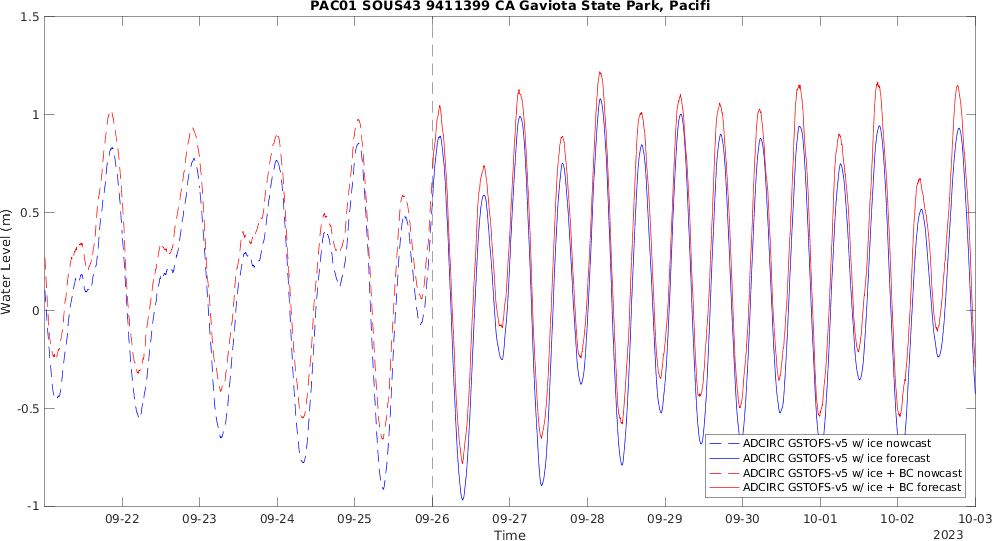 PAC01 SOUS43 9411399 CA Gaviota State Park, Pacifi
1.5
1
0.5
0
-0.5
-1
Water Level (m)
09-22 09-23 09-24 09-25 09-26 09-27 09-28 09-29 09-30 10-01 10-02 10-03
Time
2023
ADCIRC GSTOFS-v5 w/ ice nowcast
ADCIRC GSTOFS-v5 w/ ice forecast
ADCIRC GSTOFS-v5 w/ ice + BC nowcast
ADCIRC GSTOFS-v5 w/ ice + BC forecast